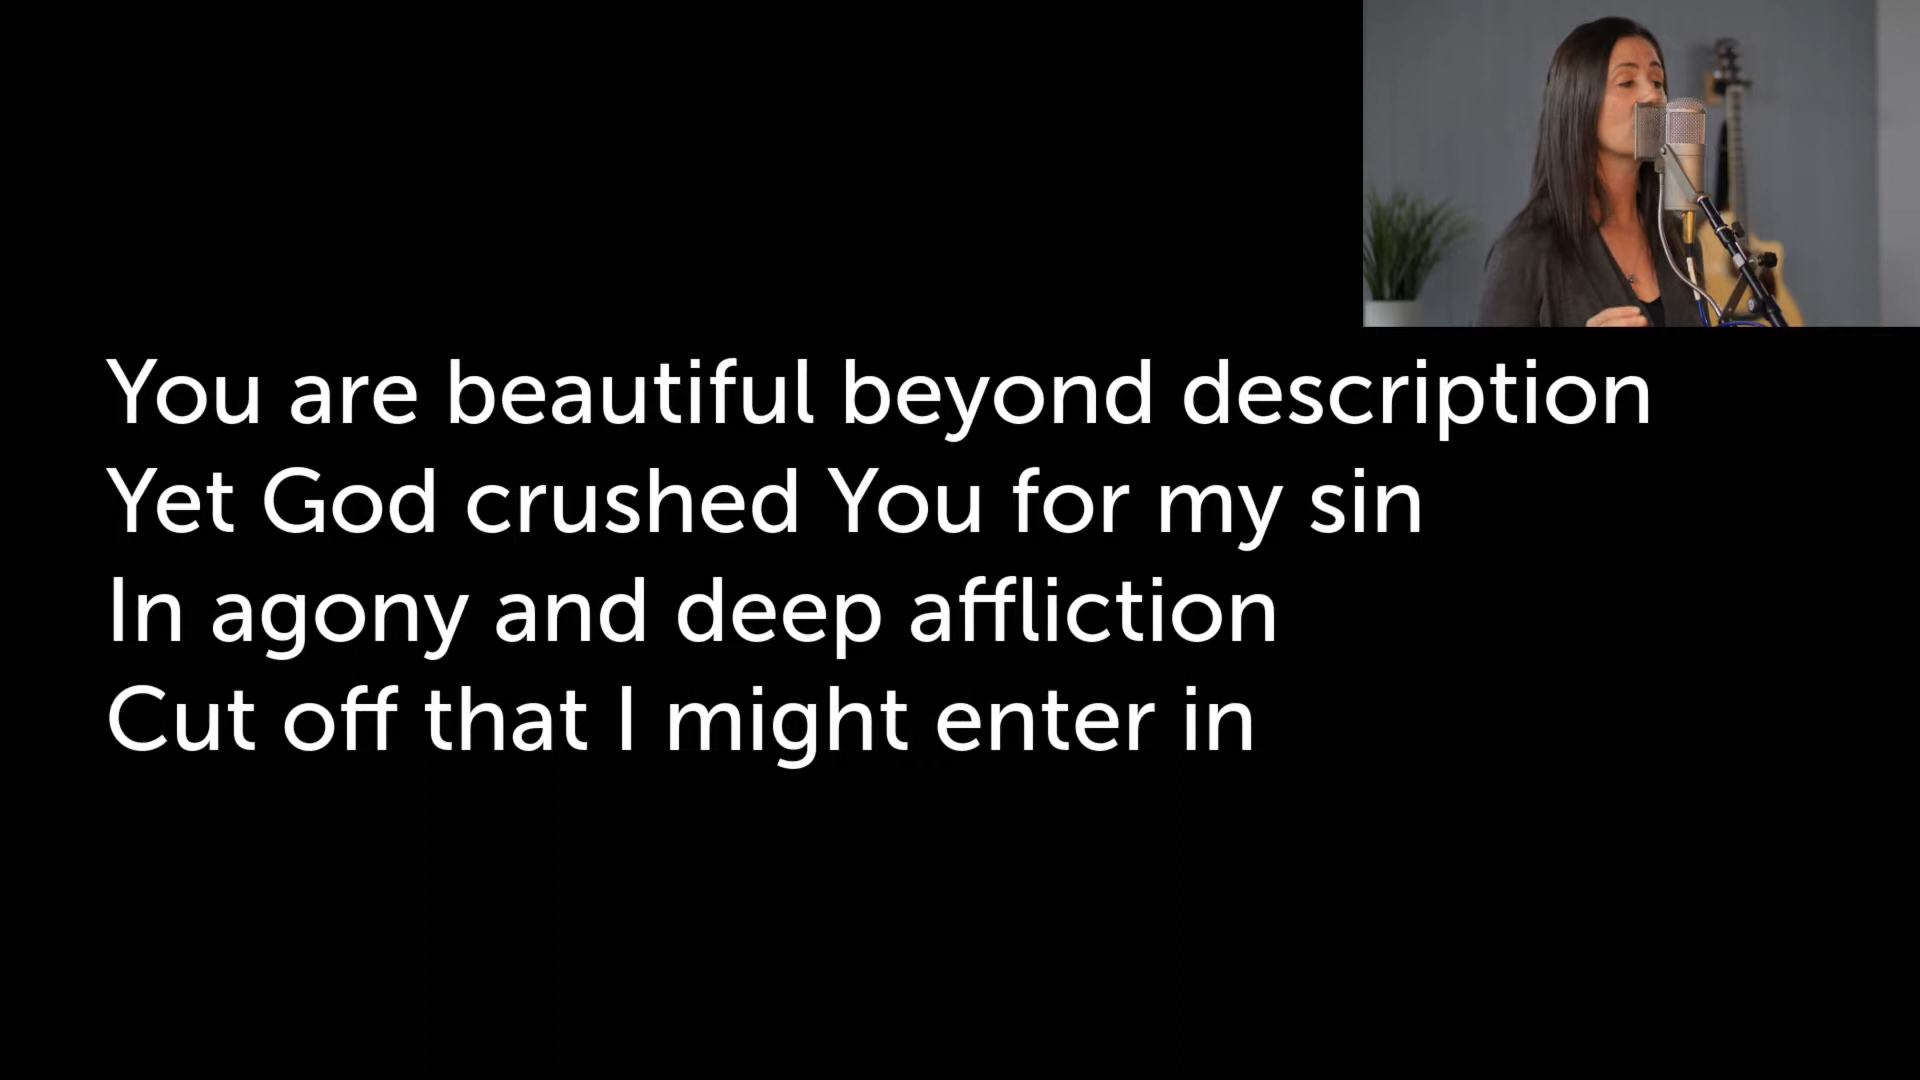 You are beautiful beyond description
Yet God crushed You for my sin
In agony and deep affliction
Cut off that I might enter in